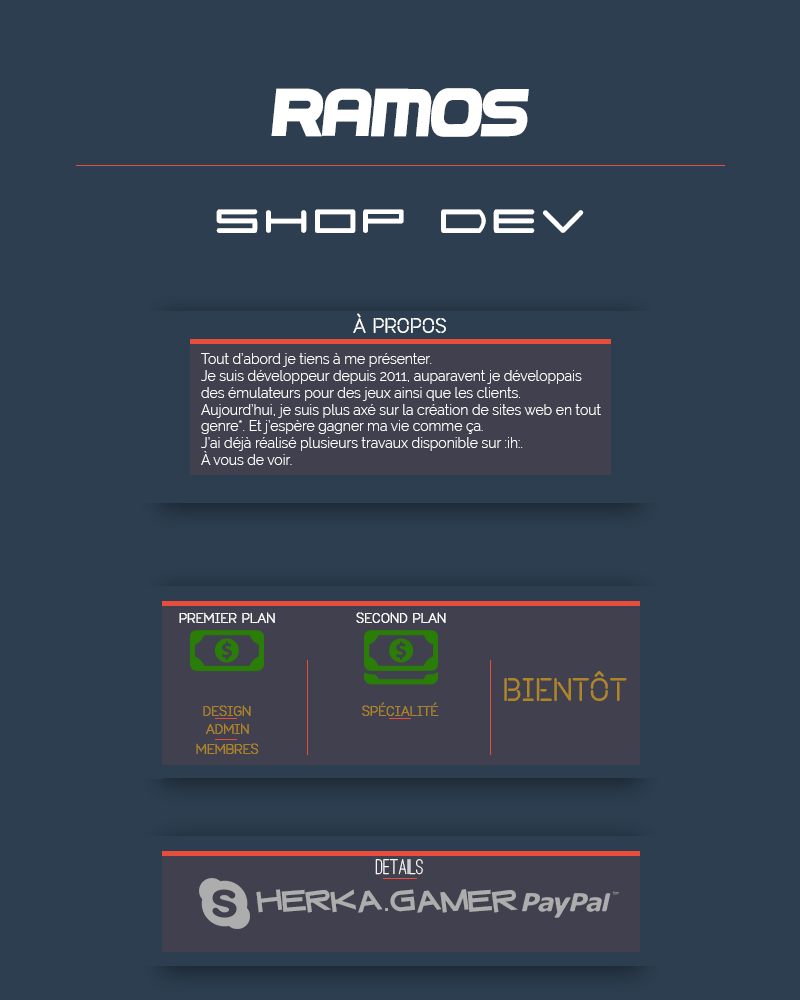 RAMOS
SHOP DEV
À PROPOS
Tout d'abord je tiens à me présenter.
Je suis développeur depuis 2011, auparavent je développais
des émulateurs pour des jeux ainsi que les clients.
Aujourd'hui, je suis plus axé sur la création de sites web en tout
genre*. Et j'espère gagner ma vie comme ça.
J'ai déjà réalisé plusieurs travaux disponible sur :ih:.
À vous de voir.
PREMIER PLAN
DESIGN
ADMIN
MEMBRES
SECOND PLAN
SPÉCIALITÉ
BIENTÔT
DETAILS
HERKA.GAMER PayPal™